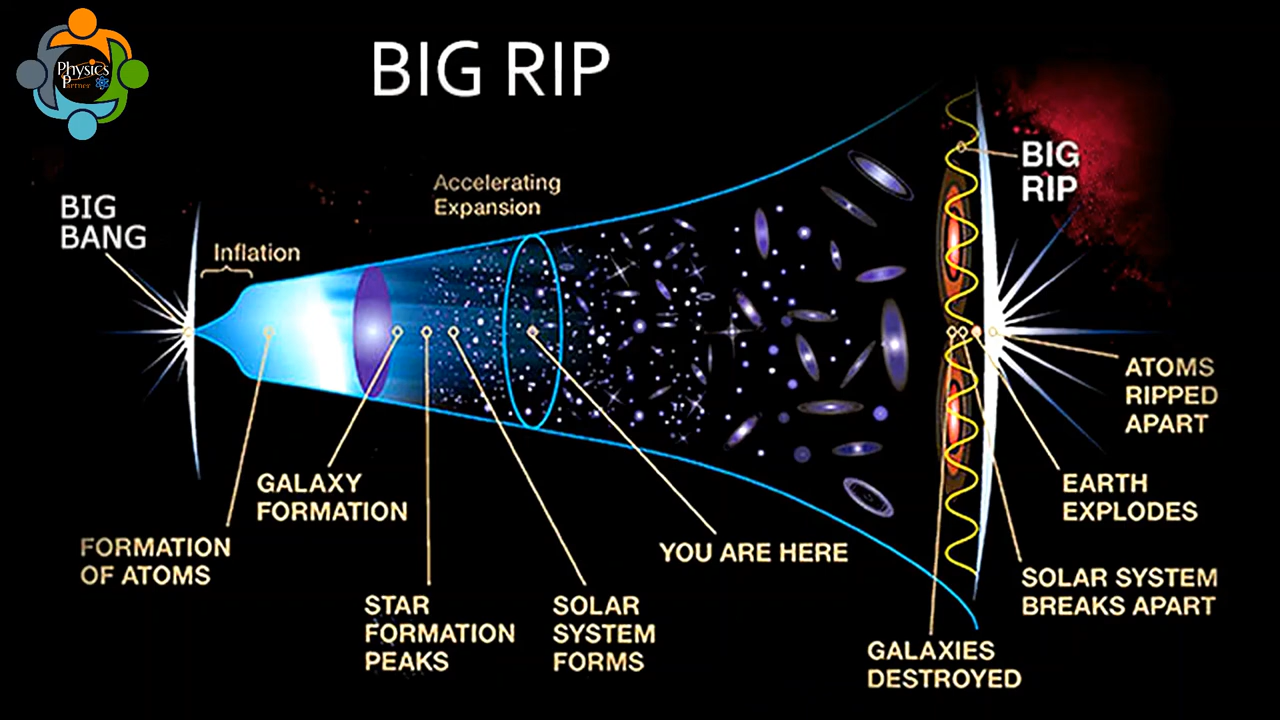 Physics
Partner
BIG RIP
BIG
BANG
Inflation
Accelerating
Expansion
BIG
RIP
FORMATION
OF ATOMS
GALAXY
FORMATION
STAR
FORMATION
PEAKS
SOLAR
SYSTEM
FORMS
YOU ARE HERE
GALAXIES
DESTROYED
SOLAR SYSTEM
BREAKS APART
EARTH
EXPLODES
ATOMS
RIPPED
APART